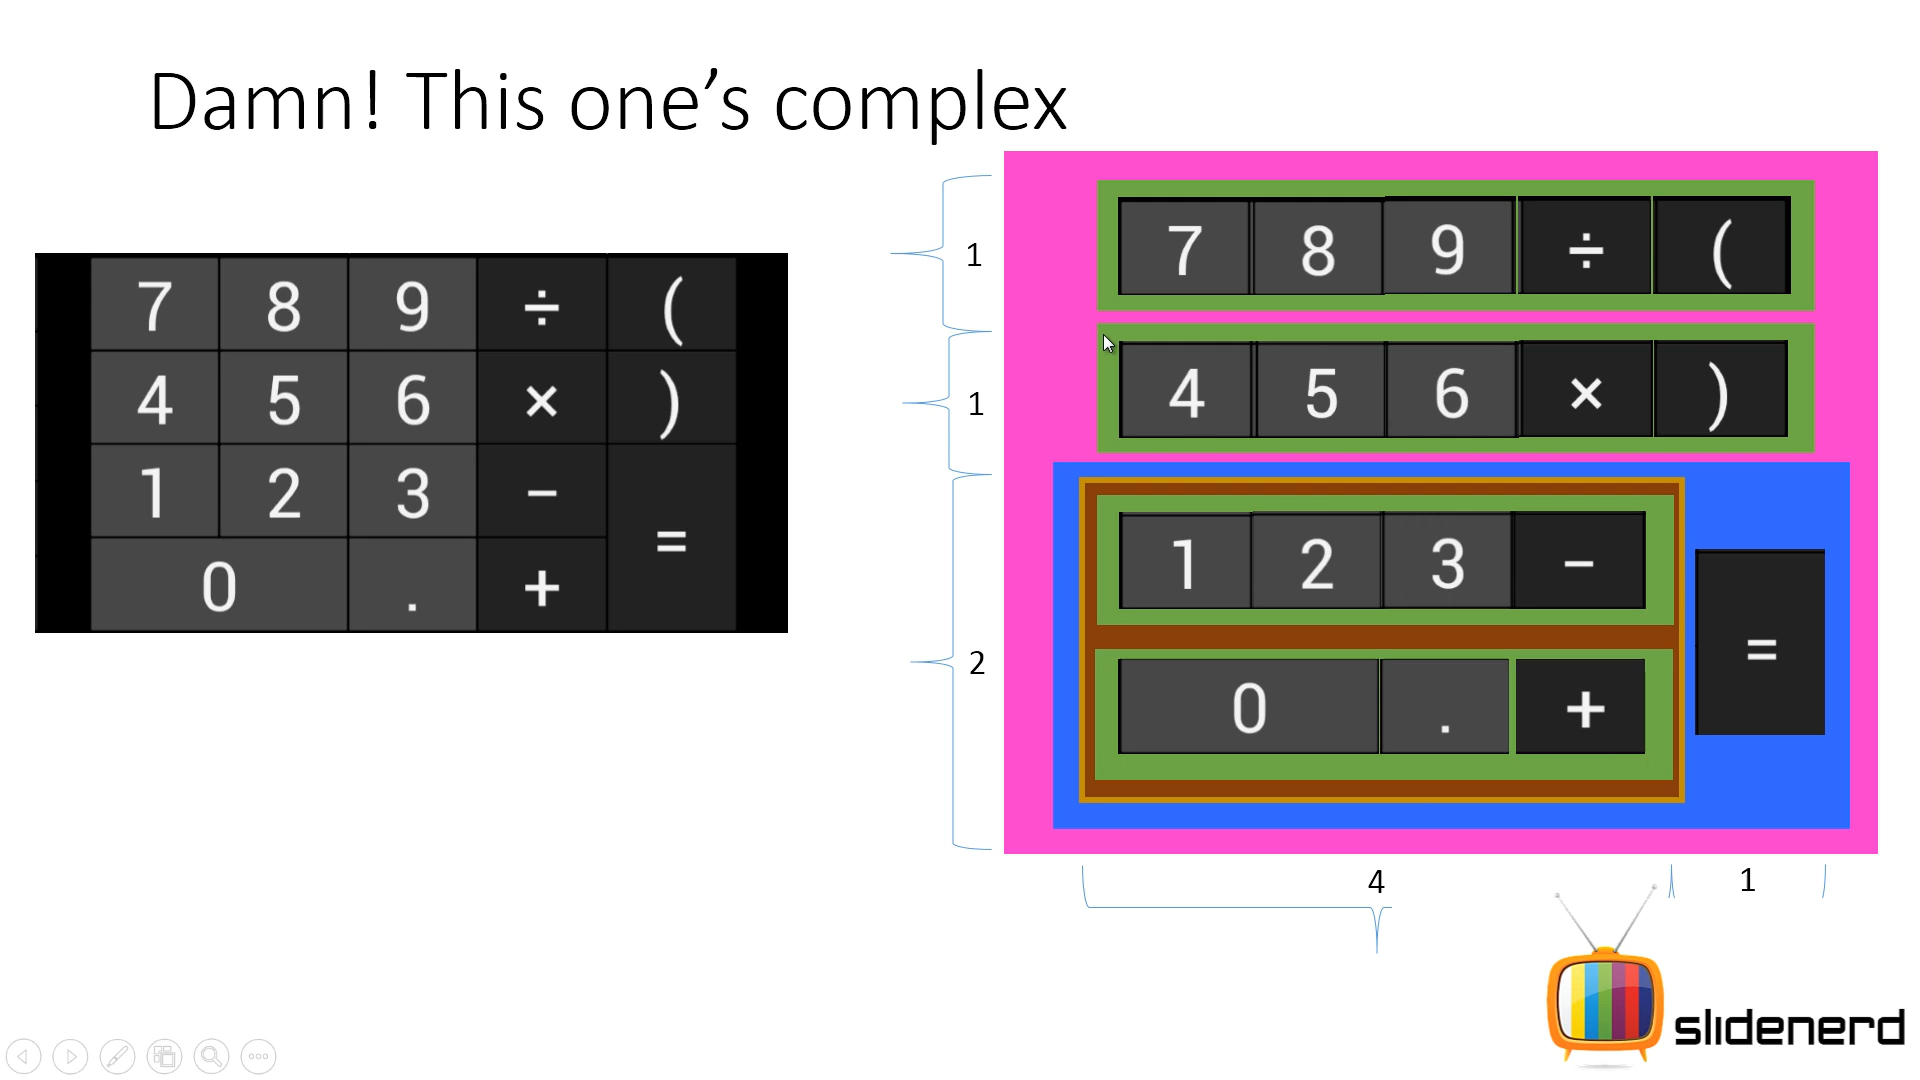 Damn! This one’s complex
7 8 9 ÷ (
4 5 6 × )
1 2 3 −
=
0 . +
1
7 8 9 ÷ (
1
4 5 6 × )
2
1 2 3 −
=
0 . +
4
1
slidenerd